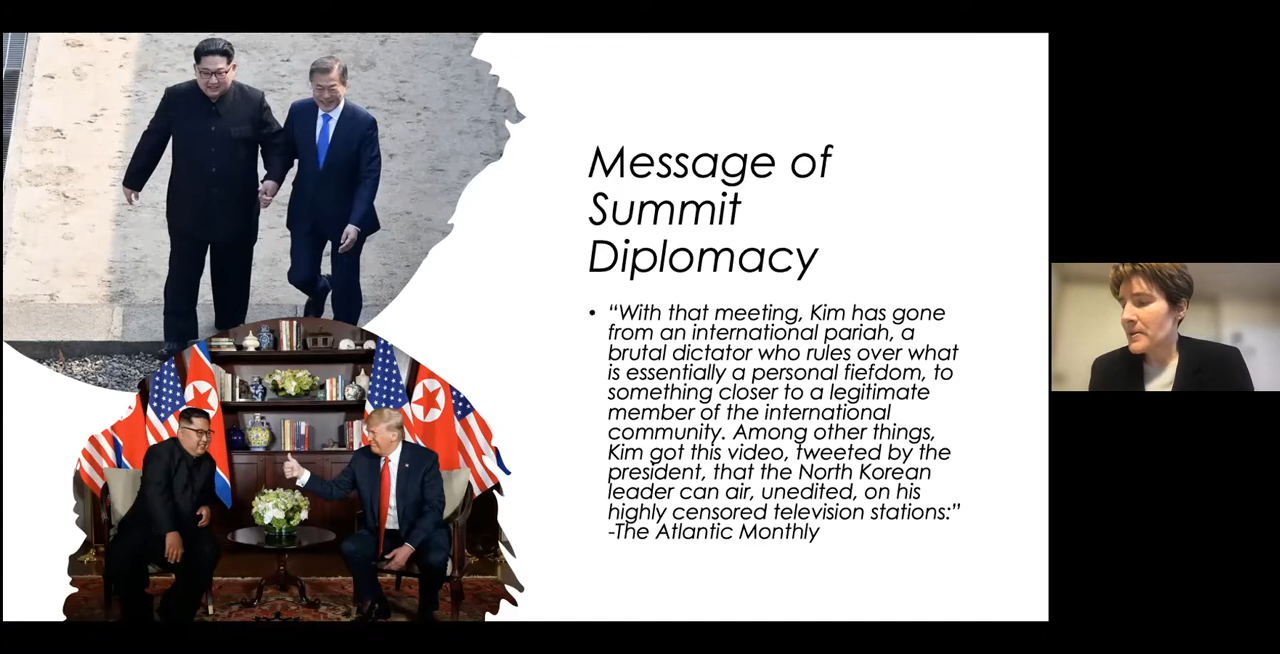 Message of
Summit
Diplomacy
• “With that meeting, Kim has gone
from an international pariah, a
brutal dictator who rules over what
is essentially a personal fiefdom, to
something closer to a legitimate
member of the international
community. Among other things,
Kim got this video, tweeted by the
president, that the North Korean
leader can air, unedited, on his
highly censored television stations:”
-The Atlantic Monthly